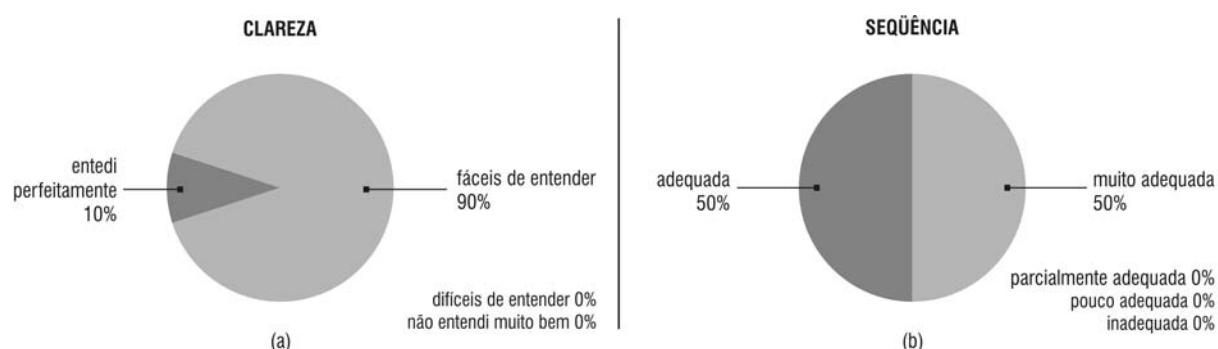 CLAREZA
entedi
perfeitamente
10%
fáceis de entender
90%
difíceis de entender 0%
não entendi muito bem 0%
(a)
SEQÜÊNCIA
adequada
50%
muito adequada
50%
parcialmente adequada 0%
pouco adequada 0%
inadequada 0%
(b)